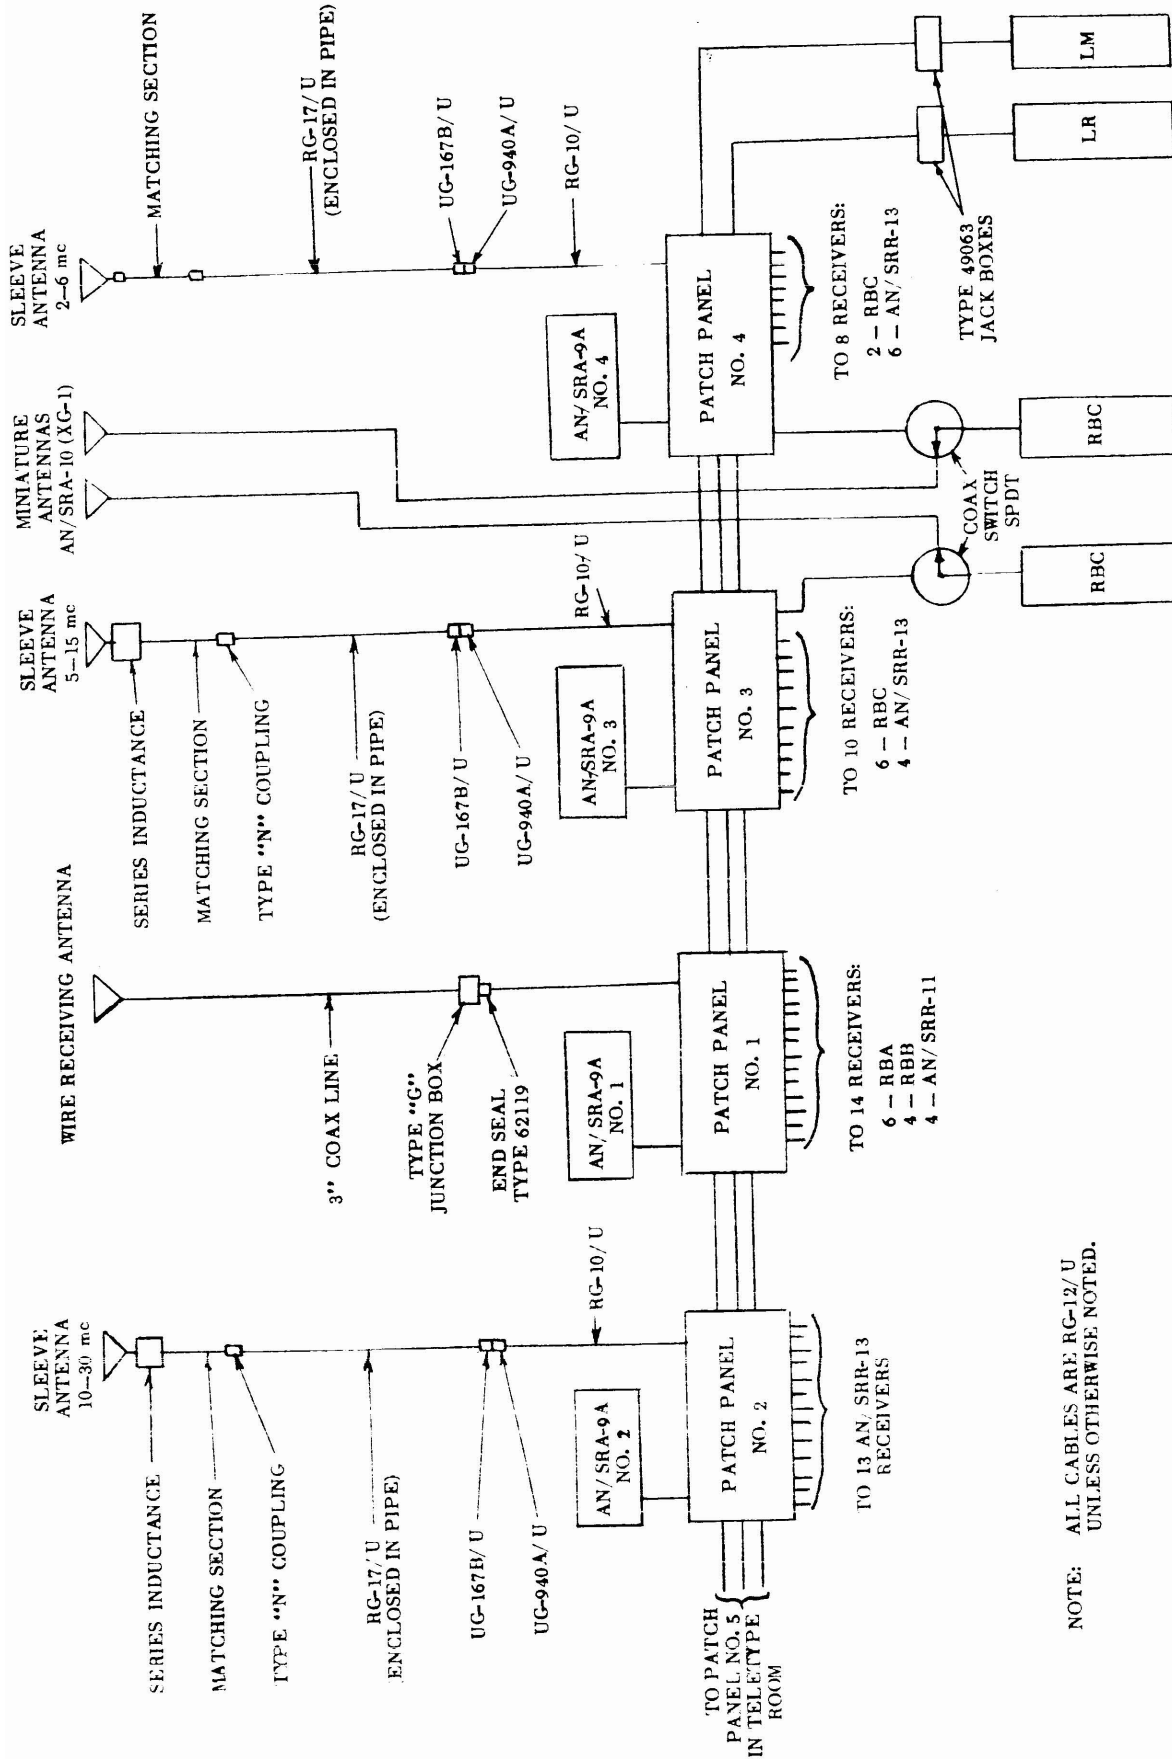 SLEEVE
ANTENNA
10–30 mc
SERIES INDUCTANCE
MATCHING SECTION
TYPE "N" COUPLING
RG-17/U
(ENCLOSED IN PIPE)
UG-167B/U
UG-940A/U
RG-10/U
AN/SRA-9A
NO. 2
PATCH PANEL
NO. 2
TO PATCH
PANEL NO. 5
IN TELETYPE
ROOM
TO 13 AN/SRR-13
RECEIVERS
WIRE RECEIVING ANTENNA
3" COAX LINE
TYPE "G"
JUNCTION BOX
END SEAL
TYPE 62119
AN/SRA-9A
NO. 1
PATCH PANEL
NO. 1
TO 14 RECEIVERS:
6 – RBA
4 – RBB
4 – AN/SRR-11
SLEEVE
ANTENNA
5–15 mc
SERIES INDUCTANCE
MATCHING SECTION
TYPE "N" COUPLING
RG-17/U
(ENCLOSED IN PIPE)
UG-167B/U
UG-940A/U
RG-10/U
AN/SRA-9A
NO. 3
PATCH PANEL
NO. 3
TO 10 RECEIVERS:
6 – RBC
4 – AN/SRR-13
MINIATURE
ANTENNAS
AN/SRA-10 (XG-1)
COAX
SWITCH
SPDT
RBC
RBC
SLEEVE
ANTENNA
2–6 mc
MATCHING SECTION
RG-17/U
(ENCLOSED IN PIPE)
UG-167B/U
UG-940A/U
RG-10/U
AN/SRA-9A
NO. 4
PATCH PANEL
NO. 4
TO 8 RECEIVERS:
2 – RBC
6 – AN/SRR-13
TYPE 49063
JACK BOXES
LR
LM
NOTE: ALL CABLES ARE RG-12/U
UNLESS OTHERWISE NOTED.